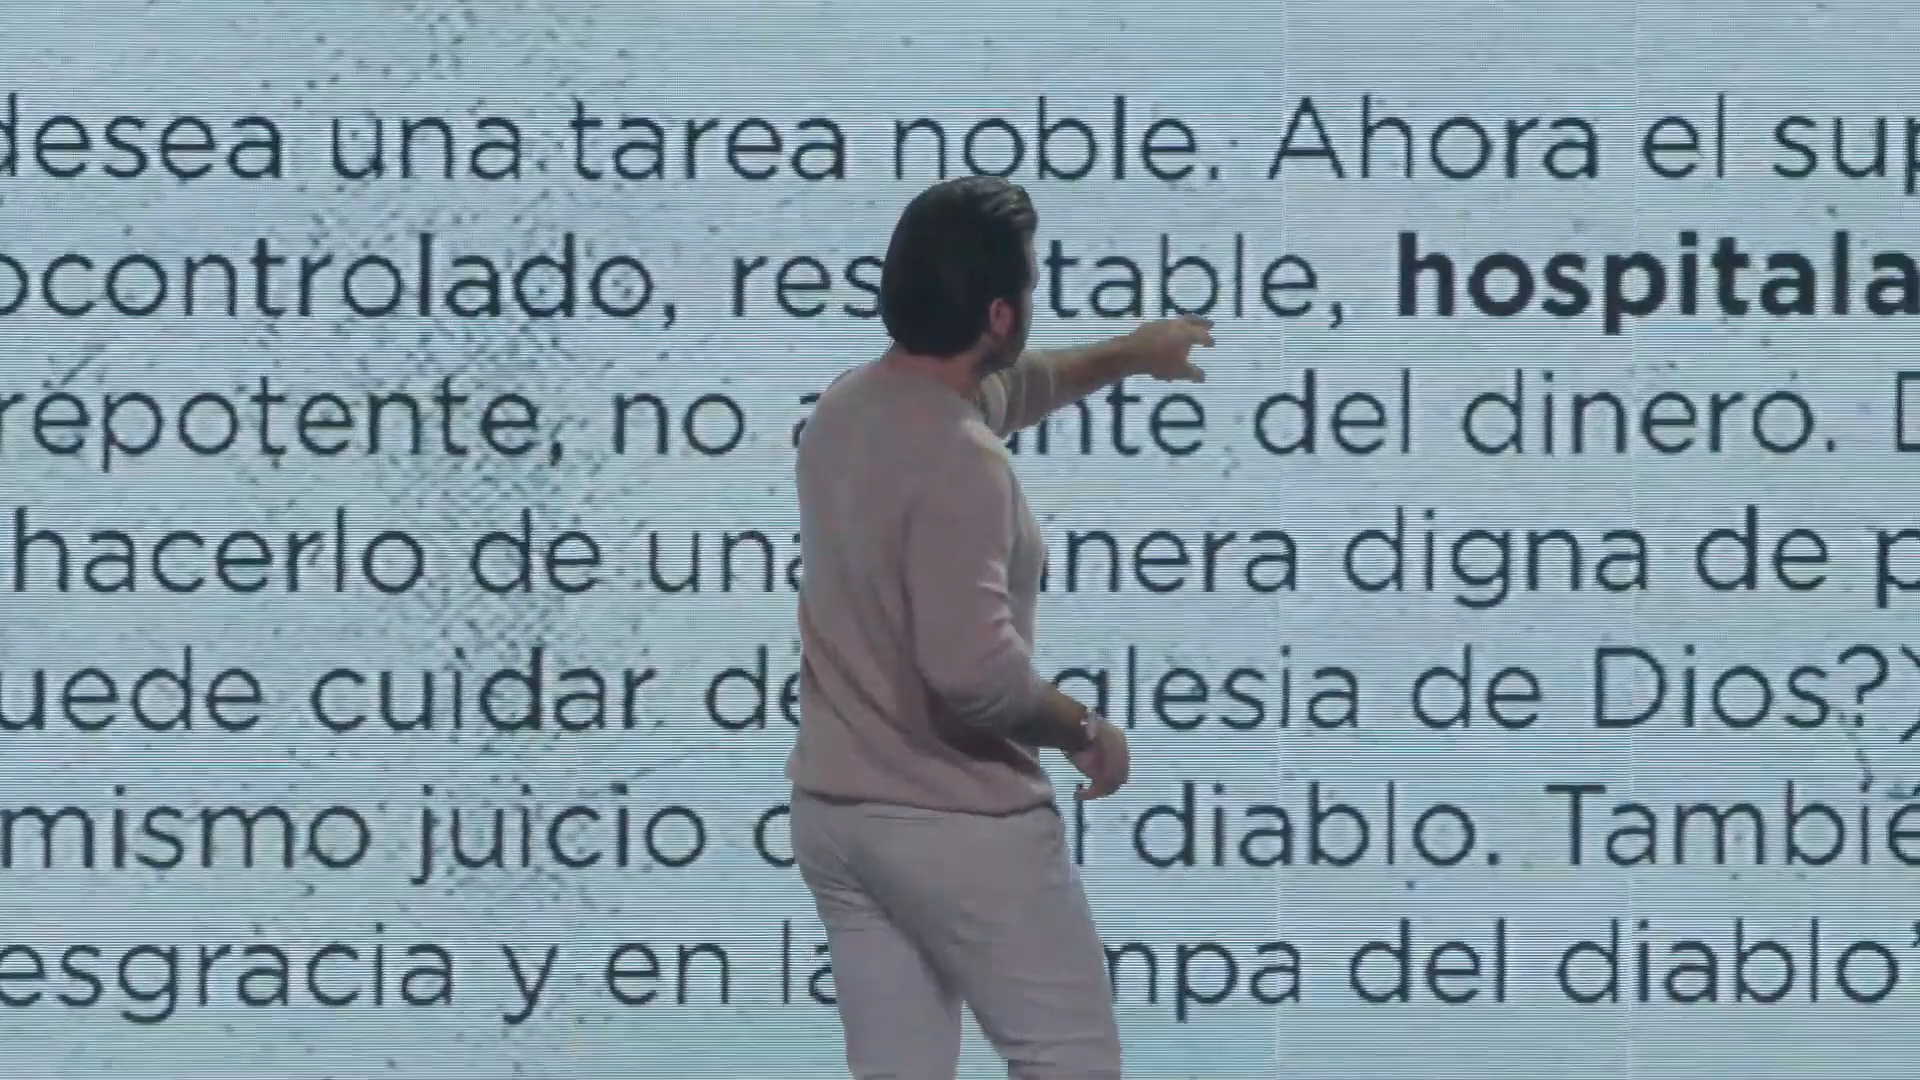 desea una tarea noble. Ahora el sup
ocontrolado, res table, hospitala
repotente, no a nte del dinero. D
hacerlo de una nera digna de p
uede cuidar de glesia de Dios?)
mismo juicio d l diablo. Tambié
esgracia y en la mpa del diablo"